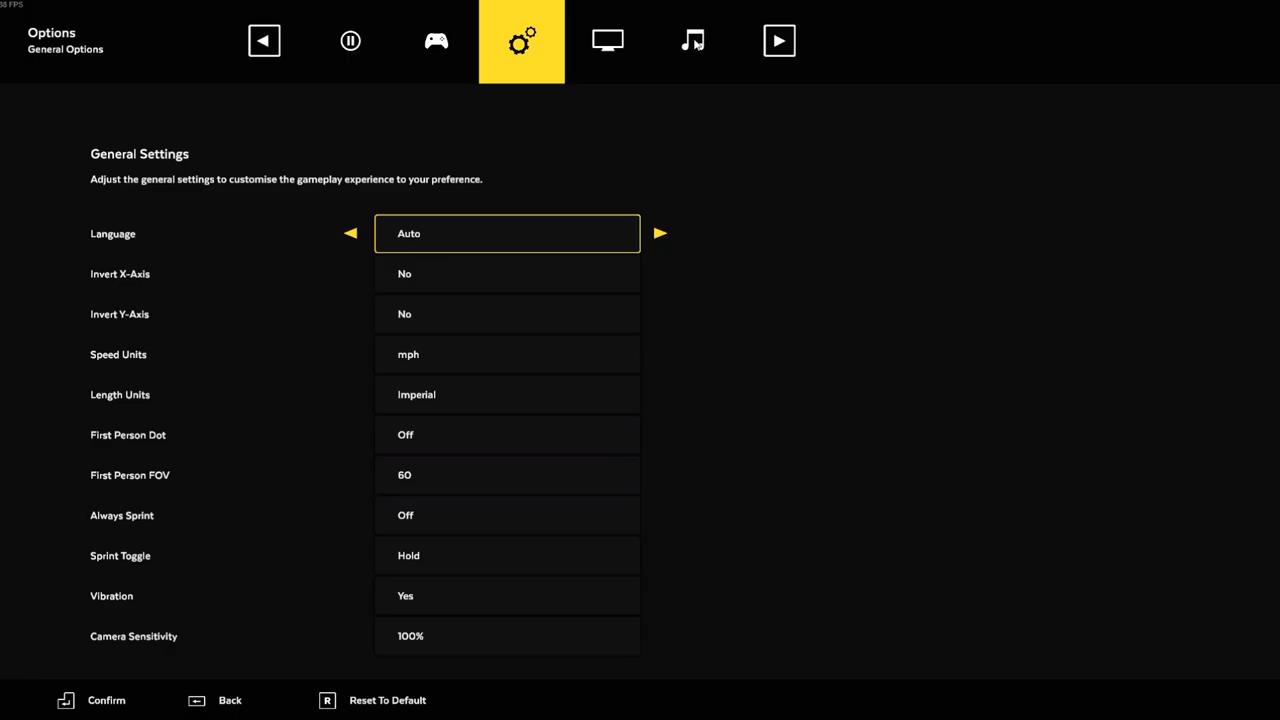 38 FPS
Options
General Options
General Settings
Adjust the general settings to customise the gameplay experience to your preference.
Language Auto
Invert X-Axis No
Invert Y-Axis No
Speed Units mph
Length Units Imperial
First Person Dot Off
First Person FOV 60
Always Sprint Off
Sprint Toggle Hold
Vibration Yes
Camera Sensitivity 100%
Confirm Back R Reset To Default